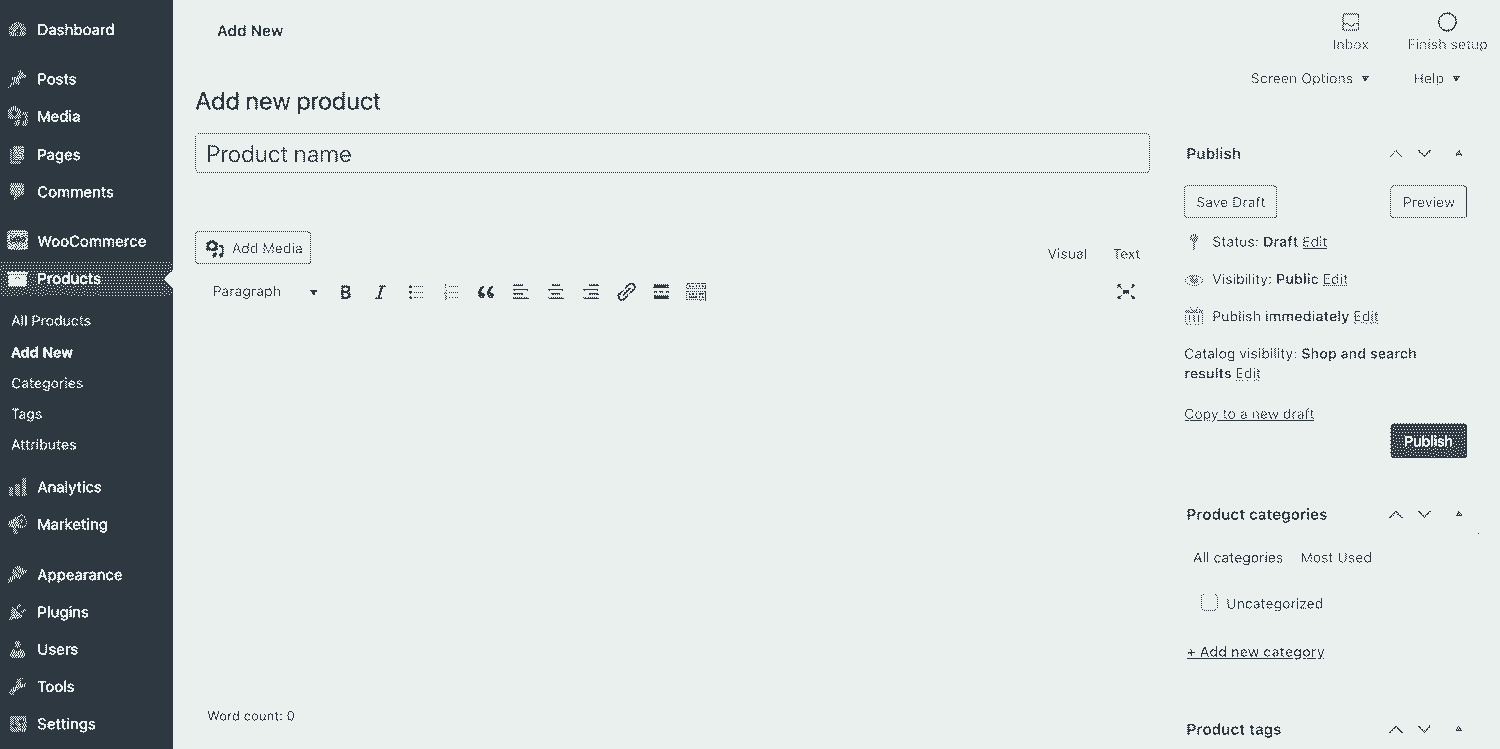 Dashboard
Posts
Media
Pages
Comments
WooCommerce
Products
All Products
Add New
Categories
Tags
Attributes
Analytics
Marketing
Appearance
Plugins
Users
Tools
Settings
Add New
Inbox
Finish setup
Screen Options
Help
Add new product
Product name
Add Media
Visual
Text
Paragraph
Word count: 0
Publish
Save Draft
Preview
Status: Draft Edit
Visibility: Public Edit
Publish immediately Edit
Catalog visibility: Shop and search
results Edit
Copy to a new draft
Publish
Product categories
All categories
Most Used
Uncategorized
+ Add new category
Product tags